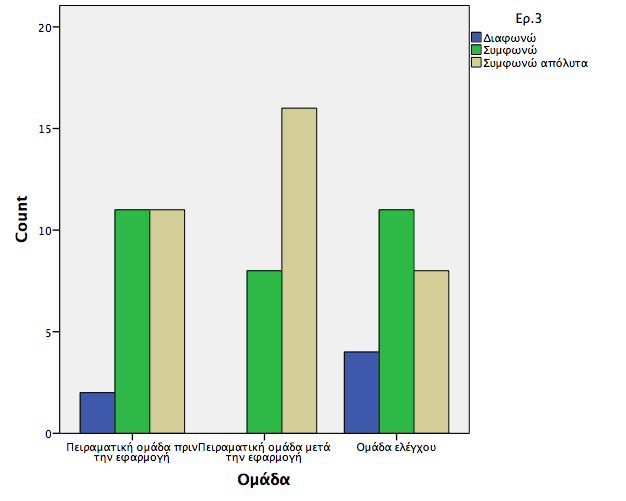 Ερ.3
Διαφωνώ
Συμφωνώ
Συμφωνώ απόλυτα
20
15
10
5
0
Count
Πειραματική ομάδα πριν
την εφαρμογή
Πειραματική ομάδα μετά
την εφαρμογή
Ομάδα ελέγχου
Ομάδα